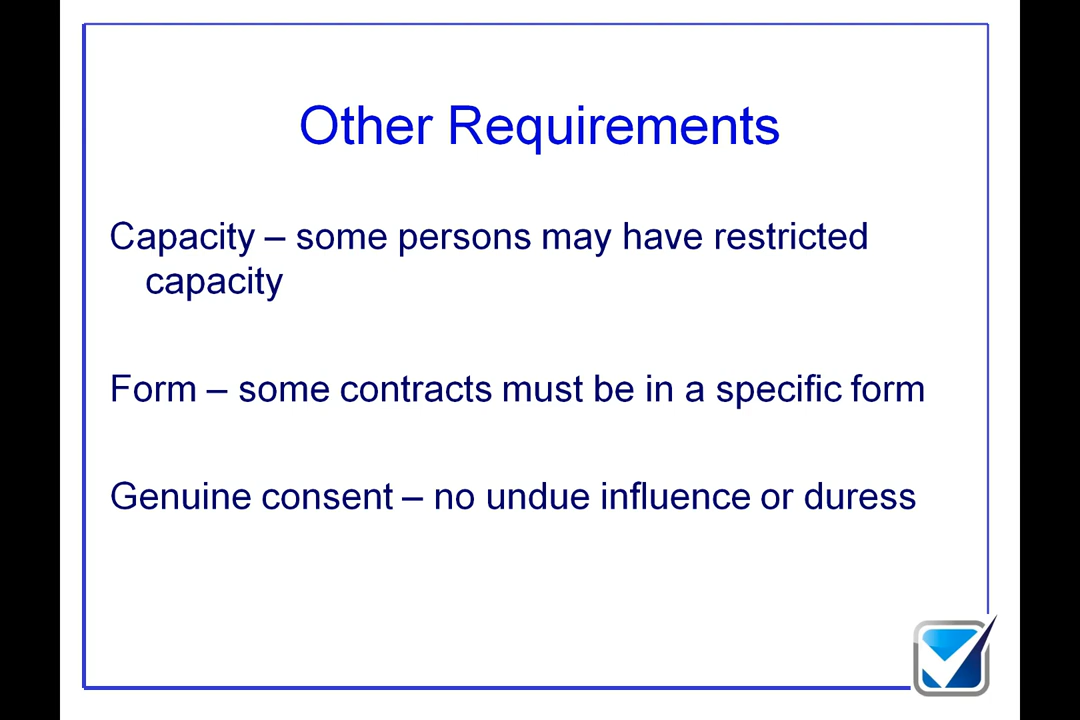 Other Requirements
Capacity – some persons may have restricted
capacity
Form – some contracts must be in a specific form
Genuine consent – no undue influence or duress